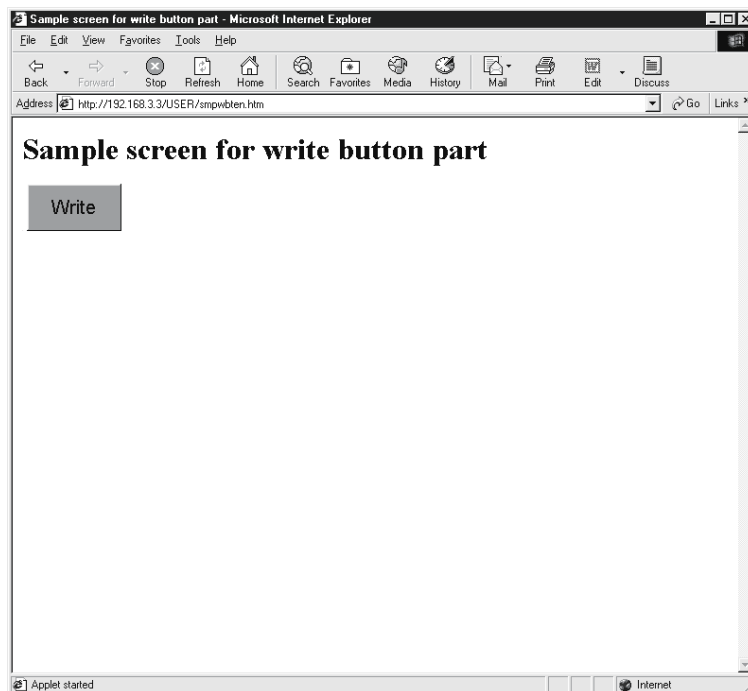 Sample screen for write button part - Microsoft Internet Explorer
File Edit View Favorites Tools Help
Back Forward Stop Refresh Home Search Favorites Media History Mail Print Edit Discuss
Address http://192.168.3.3/USER/smpwbten.htm Go Links »
Sample screen for write button part
Write
Applet started Internet